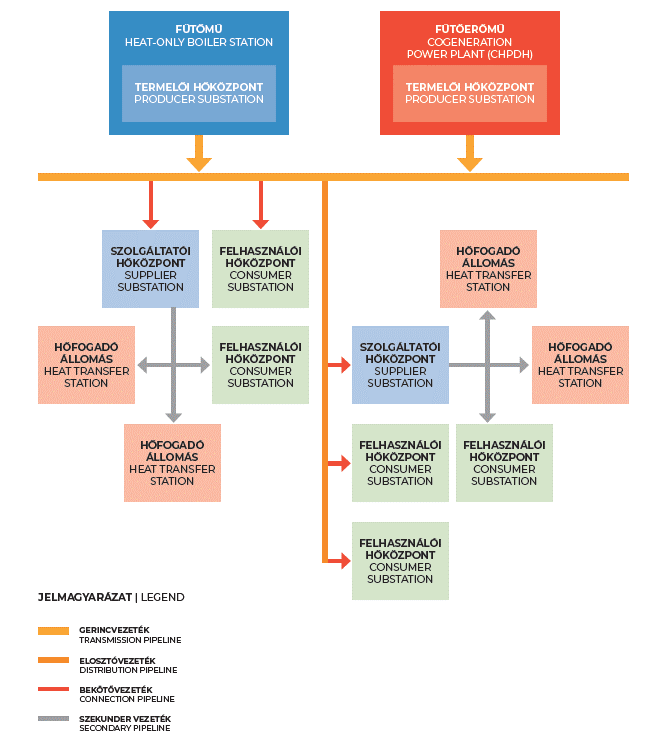 FŰTŐMŰ
HEAT-ONLY BOILER STATION
TERMELŐI HŐKÖZPONT
PRODUCER SUBSTATION
FŰTŐERŐMŰ
COGENERATION
POWER PLANT (CHPDH)
TERMELŐI HŐKÖZPONT
PRODUCER SUBSTATION
SZOLGÁLTATÓI
HŐKÖZPONT
SUPPLIER
SUBSTATION
FELHASZNÁLÓI
HŐKÖZPONT
CONSUMER
SUBSTATION
HŐFOGADÓ
ÁLLOMÁS
HEAT TRANSFER
STATION
HŐFOGADÓ
ÁLLOMÁS
HEAT TRANSFER
STATION
FELHASZNÁLÓI
HŐKÖZPONT
CONSUMER
SUBSTATION
SZOLGÁLTATÓI
HŐKÖZPONT
SUPPLIER
SUBSTATION
HŐFOGADÓ
ÁLLOMÁS
HEAT TRANSFER
STATION
HŐFOGADÓ
ÁLLOMÁS
HEAT TRANSFER
STATION
FELHASZNÁLÓI
HŐKÖZPONT
CONSUMER
SUBSTATION
FELHASZNÁLÓI
HŐKÖZPONT
CONSUMER
SUBSTATION
FELHASZNÁLÓI
HŐKÖZPONT
CONSUMER
SUBSTATION
JELMAGYARÁZAT | LEGEND
GERINCVEZETÉK
TRANSMISSION PIPELINE
ELOSZTÓVEZETÉK
DISTRIBUTION PIPELINE
BEKÖTŐVEZETÉK
CONNECTION PIPELINE
SZEKUNDER VEZETÉK
SECONDARY PIPELINE